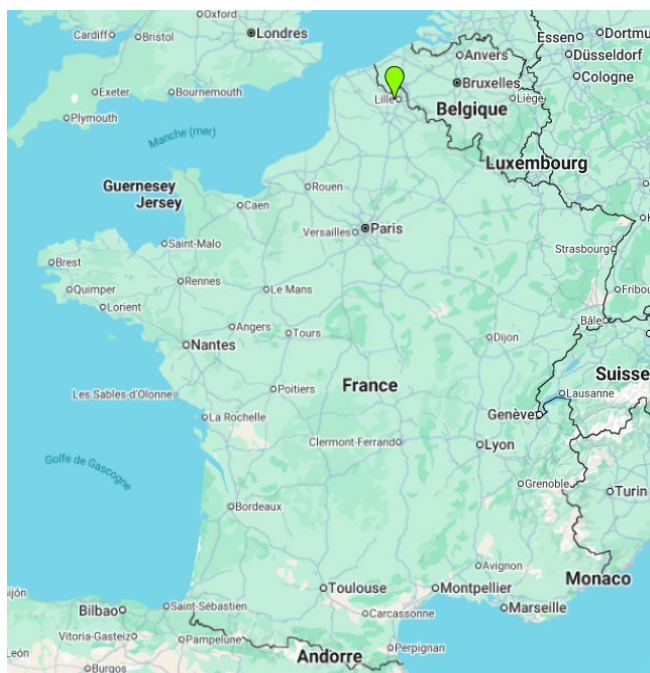 Oxford
Cardiff
Bristol
Londres
Essen
Dortmu
Düsseldorf
Anvers
Cologne
Exeter
Bournemouth
Bruxelles
Lille
Liège
Plymouth
Belgique
Manche (mer)
Luxembourg
Guernesey
Jersey
Rouen
Caen
Versailles
Paris
Saint-Malo
Strasbourg
Brest
Rennes
Quimper
Le Mans
Fribou
Lorient
Bâle
Angers
Tours
Dijon
Nantes
Suisse
France
Les Sables-d'Olonne
Poitiers
Lausanne
La Rochelle
Genève
Clermont-Ferrand
Lyon
Golfe de Gascogne
Grenoble
Turin
Bordeaux
Avignon
Monaco
Toulouse
Montpellier
Gijón
Bilbao
Saint-Sébastien
Marseille
Carcassonne
Vitoria-Gasteiz
Pampelune
León
Andorre
Perpignan
Burgos